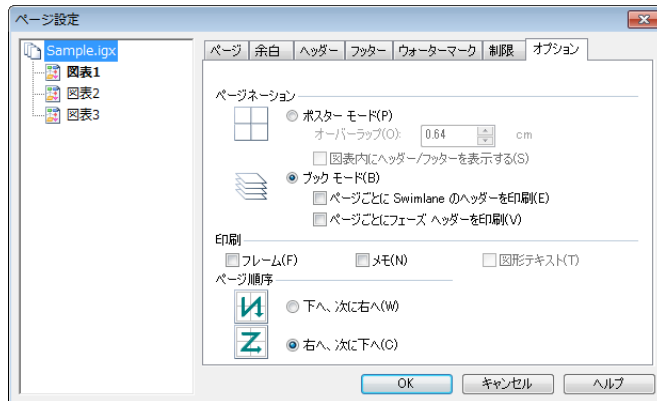 ページ設定
Sample.igx
図表1
図表2
図表3
ページ 余白 ヘッダー フッター ウォーターマーク 制限 オプション
ページネーション
ポスター モード(P)
オーバーラップ(O): 0.64 cm
図表内にヘッダー/フッターを表示する(S)
ブック モード(B)
ページごとに Swimlane のヘッダーを印刷(E)
ページごとにフェーズ ヘッダーを印刷(V)
印刷
フレーム(F) メモ(N) 図形テキスト(T)
ページ順序
下へ、次に右へ(W)
右へ、次に下へ(C)
OK キャンセル ヘルプ